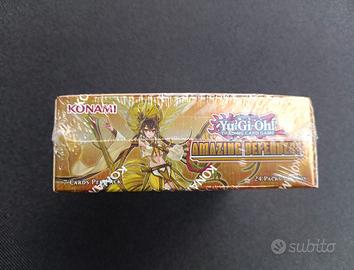 KONAMI
Yu-Gi-Oh!
TRADING CARD GAME
AMAZING DEFENDERS
7 CARDS PER PACK
KONAMI
24 PACKS
subito